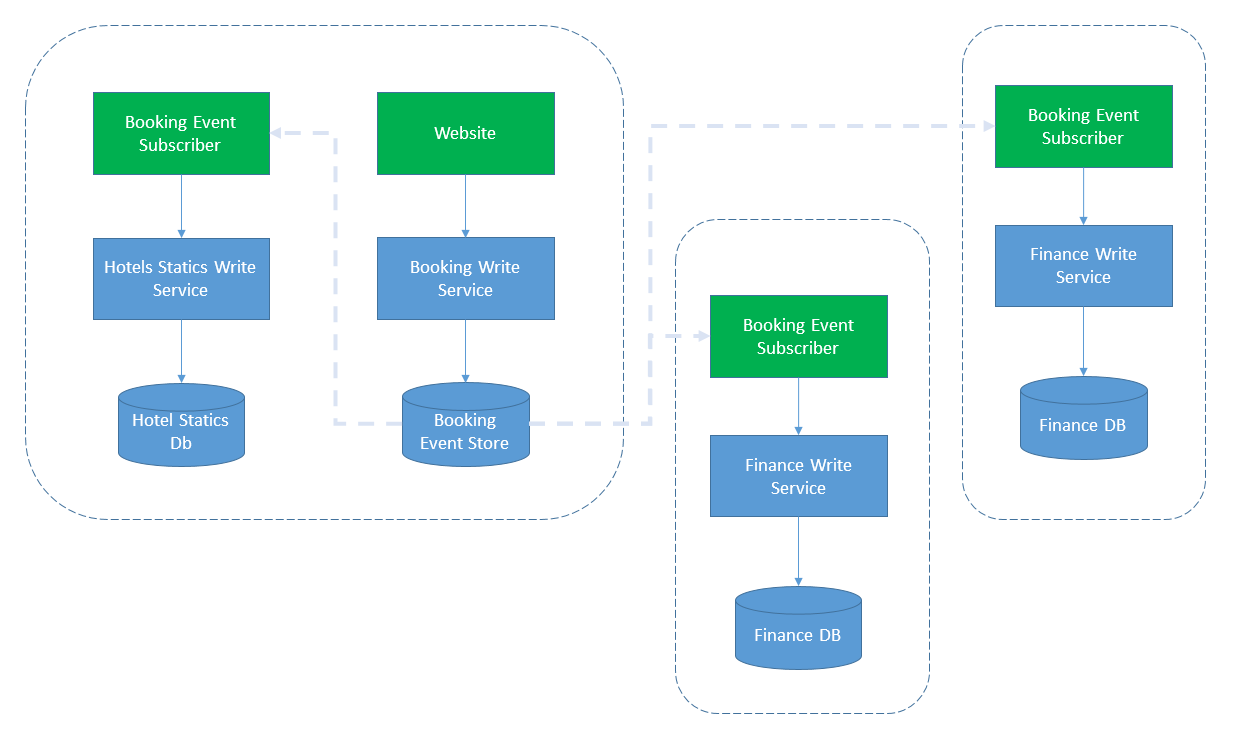 Booking Event
Subscriber
Website
Hotels Statics Write
Service
Booking Write
Service
Hotel Statics
Db
Booking
Event Store
Booking Event
Subscriber
Finance Write
Service
Finance DB
Booking Event
Subscriber
Finance Write
Service
Finance DB